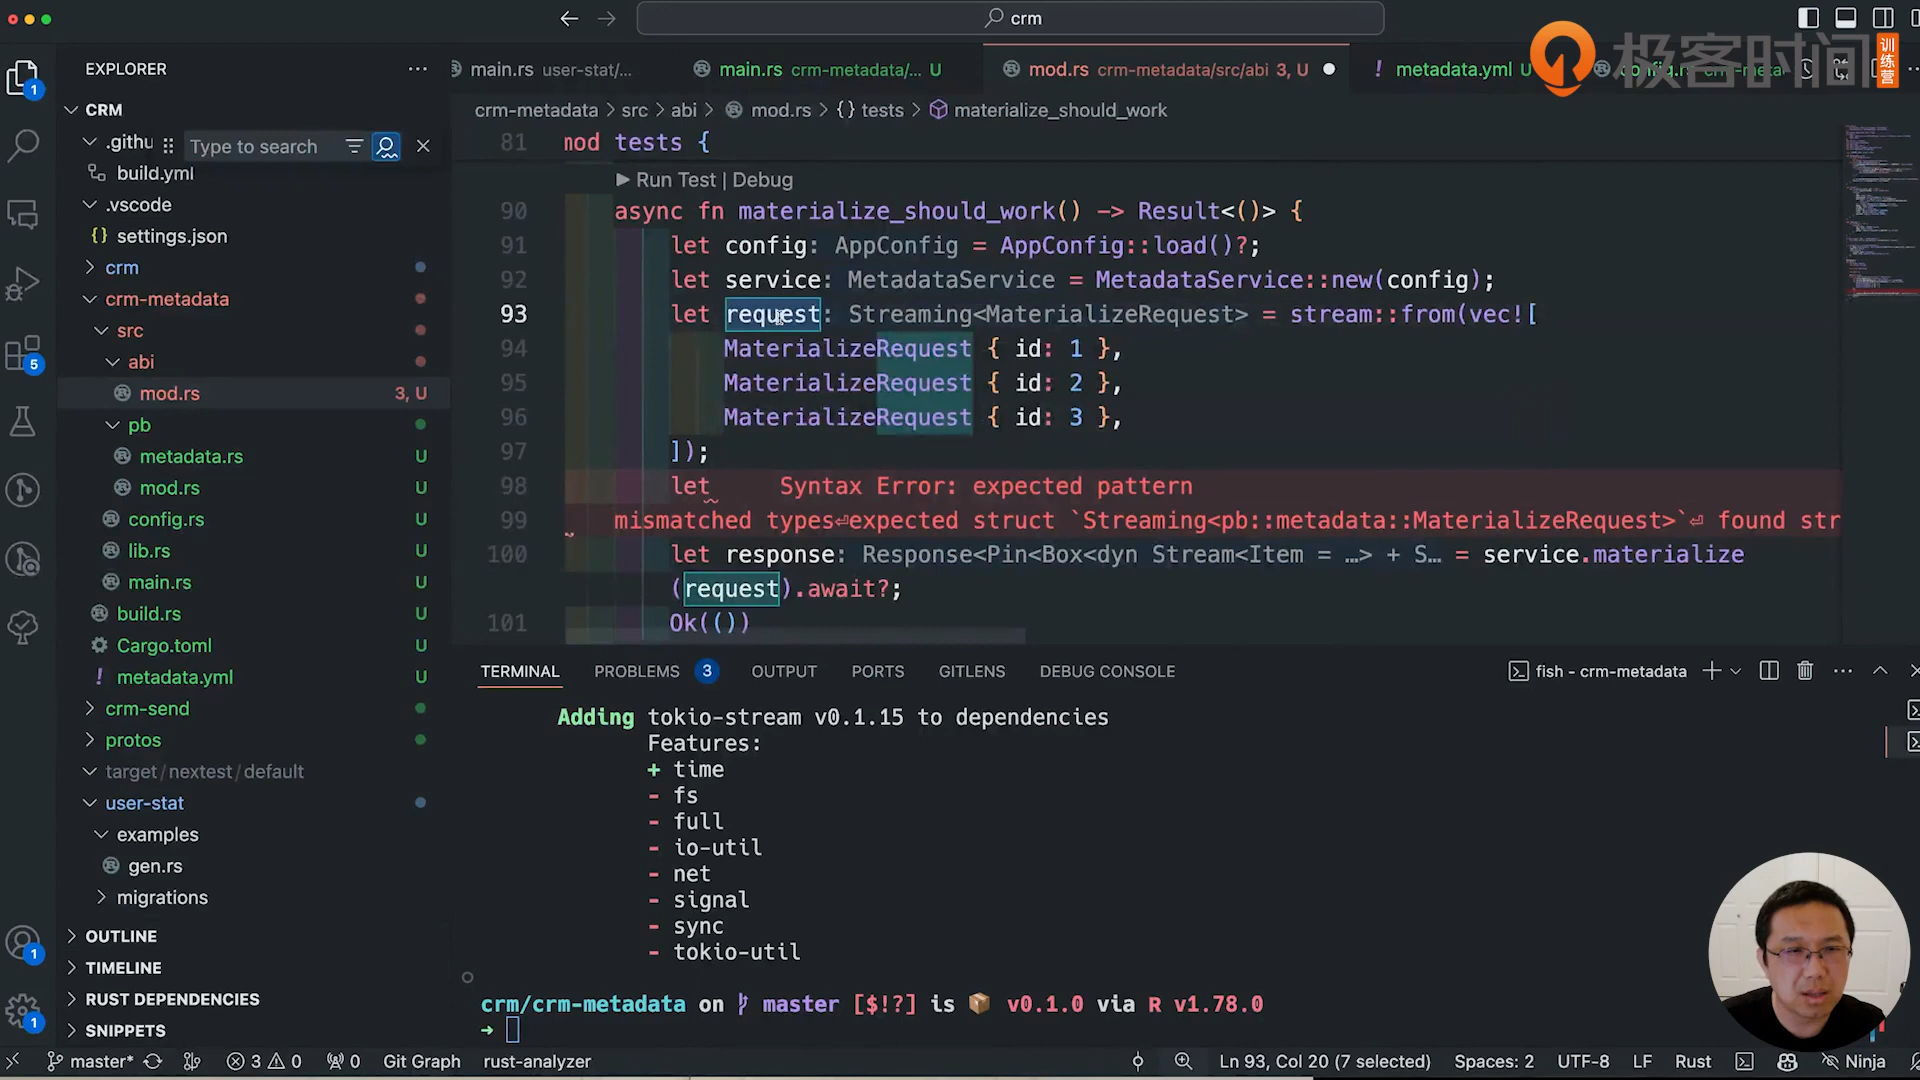 crm
极客时间 训练营
EXPLORER
CRM
.githu
Type to search
build.yml
.vscode
settings.json
crm
crm-metadata
src
abi
mod.rs 3, U
pb
metadata.rs U
mod.rs U
config.rs U
lib.rs U
main.rs U
build.rs U
Cargo.toml U
metadata.yml U
crm-send
protos
target/nextest/default
user-stat
examples
gen.rs
migrations
OUTLINE
TIMELINE
RUST DEPENDENCIES
SNIPPETS
1
5
1
1
main.rs user-stat/...
main.rs crm-metadata/... U
mod.rs crm-metadata/src/abi 3, U
metadata.yml U
crm-metadata > src > abi > mod.rs > {} tests > materialize_should_work
81 mod tests {
Run Test | Debug
90 async fn materialize_should_work() -> Result<()> {
91 let config: AppConfig = AppConfig::load()?;
92 let service: MetadataService = MetadataService::new(config);
93 let request: Streaming<MaterializeRequest> = stream::from(vec![
94 MaterializeRequest { id: 1 },
95 MaterializeRequest { id: 2 },
96 MaterializeRequest { id: 3 },
97 ]);
98 let Syntax Error: expected pattern
99 mismatched types⏎expected struct `Streaming<pb::metadata::MaterializeRequest>`⏎ found str
100 let response: Response<Pin<Box<dyn Stream<Item = …> + S… = service.materialize
(request).await?;
101 Ok(())
TERMINAL PROBLEMS 3 OUTPUT PORTS GITLENS DEBUG CONSOLE
fish - crm-metadata
Adding tokio-stream v0.1.15 to dependencies
Features:
+ time
- fs
- full
- io-util
- net
- signal
- sync
- tokio-util
crm/crm-metadata on master [$!?] is 📦 v0.1.0 via R v1.78.0
→
master* 3 0 0 Git Graph rust-analyzer Ln 93, Col 20 (7 selected) Spaces: 2 UTF-8 LF Rust Ninja